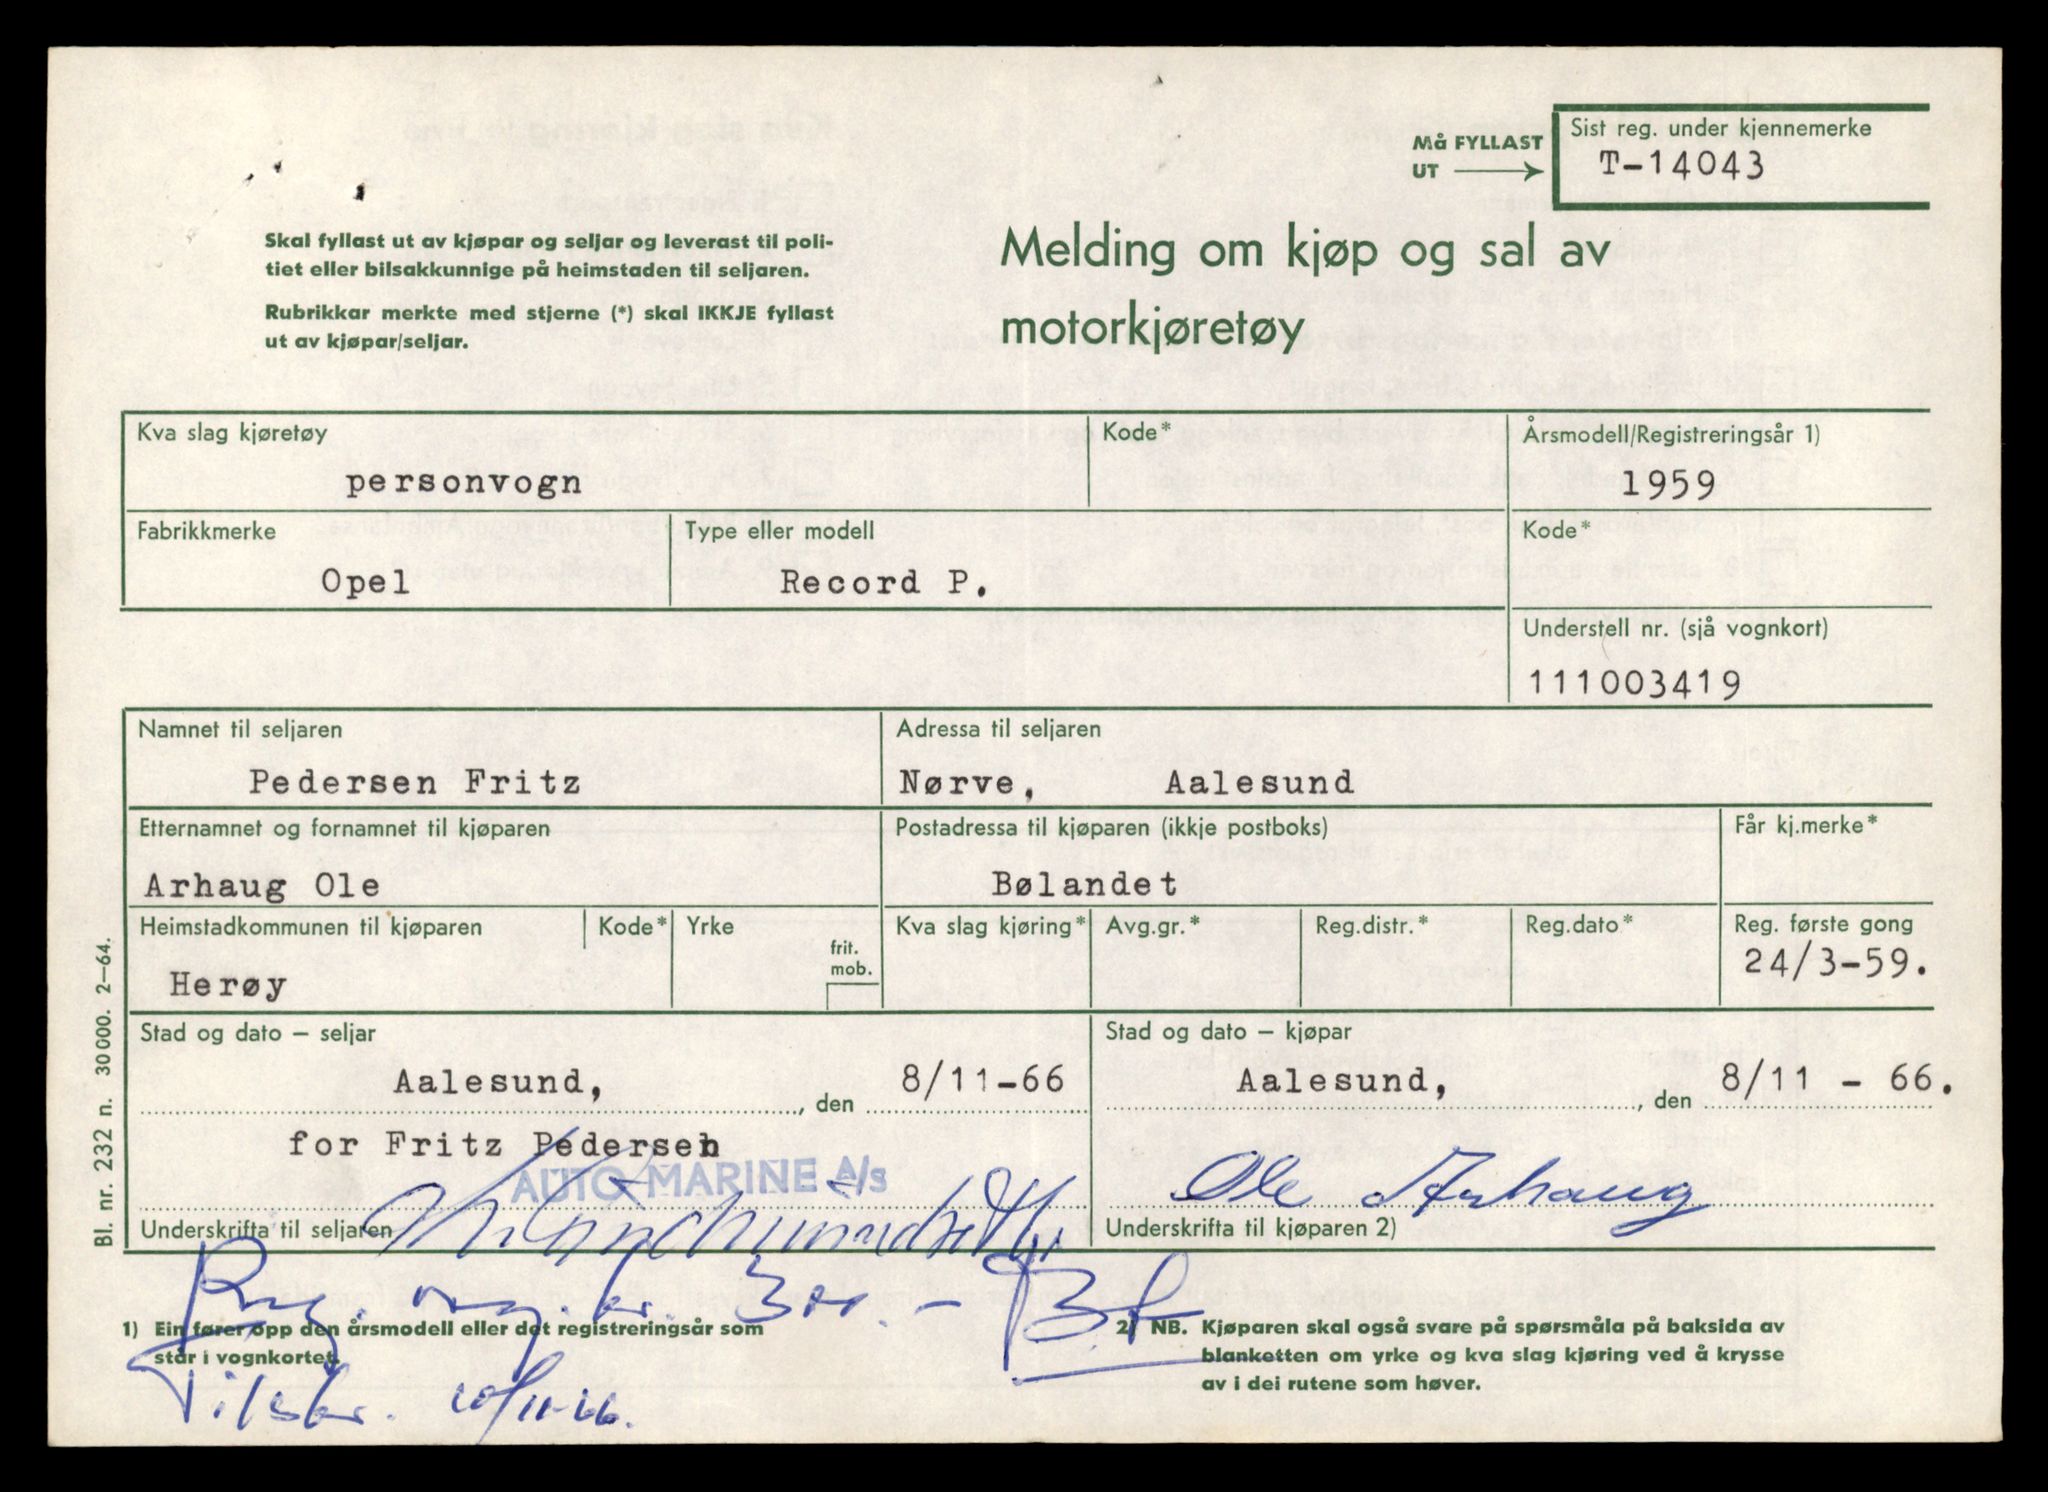 Må FYLLAST
UT
Sist reg. under kjennemerke
T-14043
Skal fyllast ut av kjøpar og seljar og leverast til poli-
tiet eller bilsakkunnige på heimstaden til seljaren.
Rubrikkar merkte med stjerne (*) skal IKKJE fyllast
ut av kjøpar/seljar.
Melding om kjøp og sal av
motorkjøretøy
Kva slag kjøretøy
personvogn
Kode*
Årsmodell/Registreringsår 1)
1959
Fabrikkmerke
Opel
Type eller modell
Record P.
Kode*
Understell nr. (sjå vognkort)
111003419
Namnet til seljaren
Pedersen Fritz
Adressa til seljaren
Nørve, Aalesund
Etternamnet og fornamnet til kjøparen
Arhaug Ole
Postadressa til kjøparen (ikkje postboks)
Bølandet
Får kj.merke*
Heimstadkommunen til kjøparen
Herøy
Kode*
Yrke
frit.
mob.
Kva slag kjøring*
Avg.gr.*
Reg.distr.*
Reg.dato*
Reg. første gong
24/3-59.
Stad og dato – seljar
Aalesund, , den 8/11-66
Stad og dato – kjøpar
Aalesund, , den 8/11 - 66.
for Fritz Pedersen
AUTO-MARINE A/s
Underskrifta til seljaren
Ole Arhaug
Underskrifta til kjøparen 2)
kr. 300.-
1) Ein fører opp den årsmodell eller det registreringsår som
står i vognkortet.
2) NB. Kjøparen skal også svare på spørsmåla på baksida av
blanketten om yrke og kva slag kjøring ved å krysse
av i dei rutene som høver.
Tilskr. 10/11-66.
Bl. nr. 232 n. 30 000. 2–64.